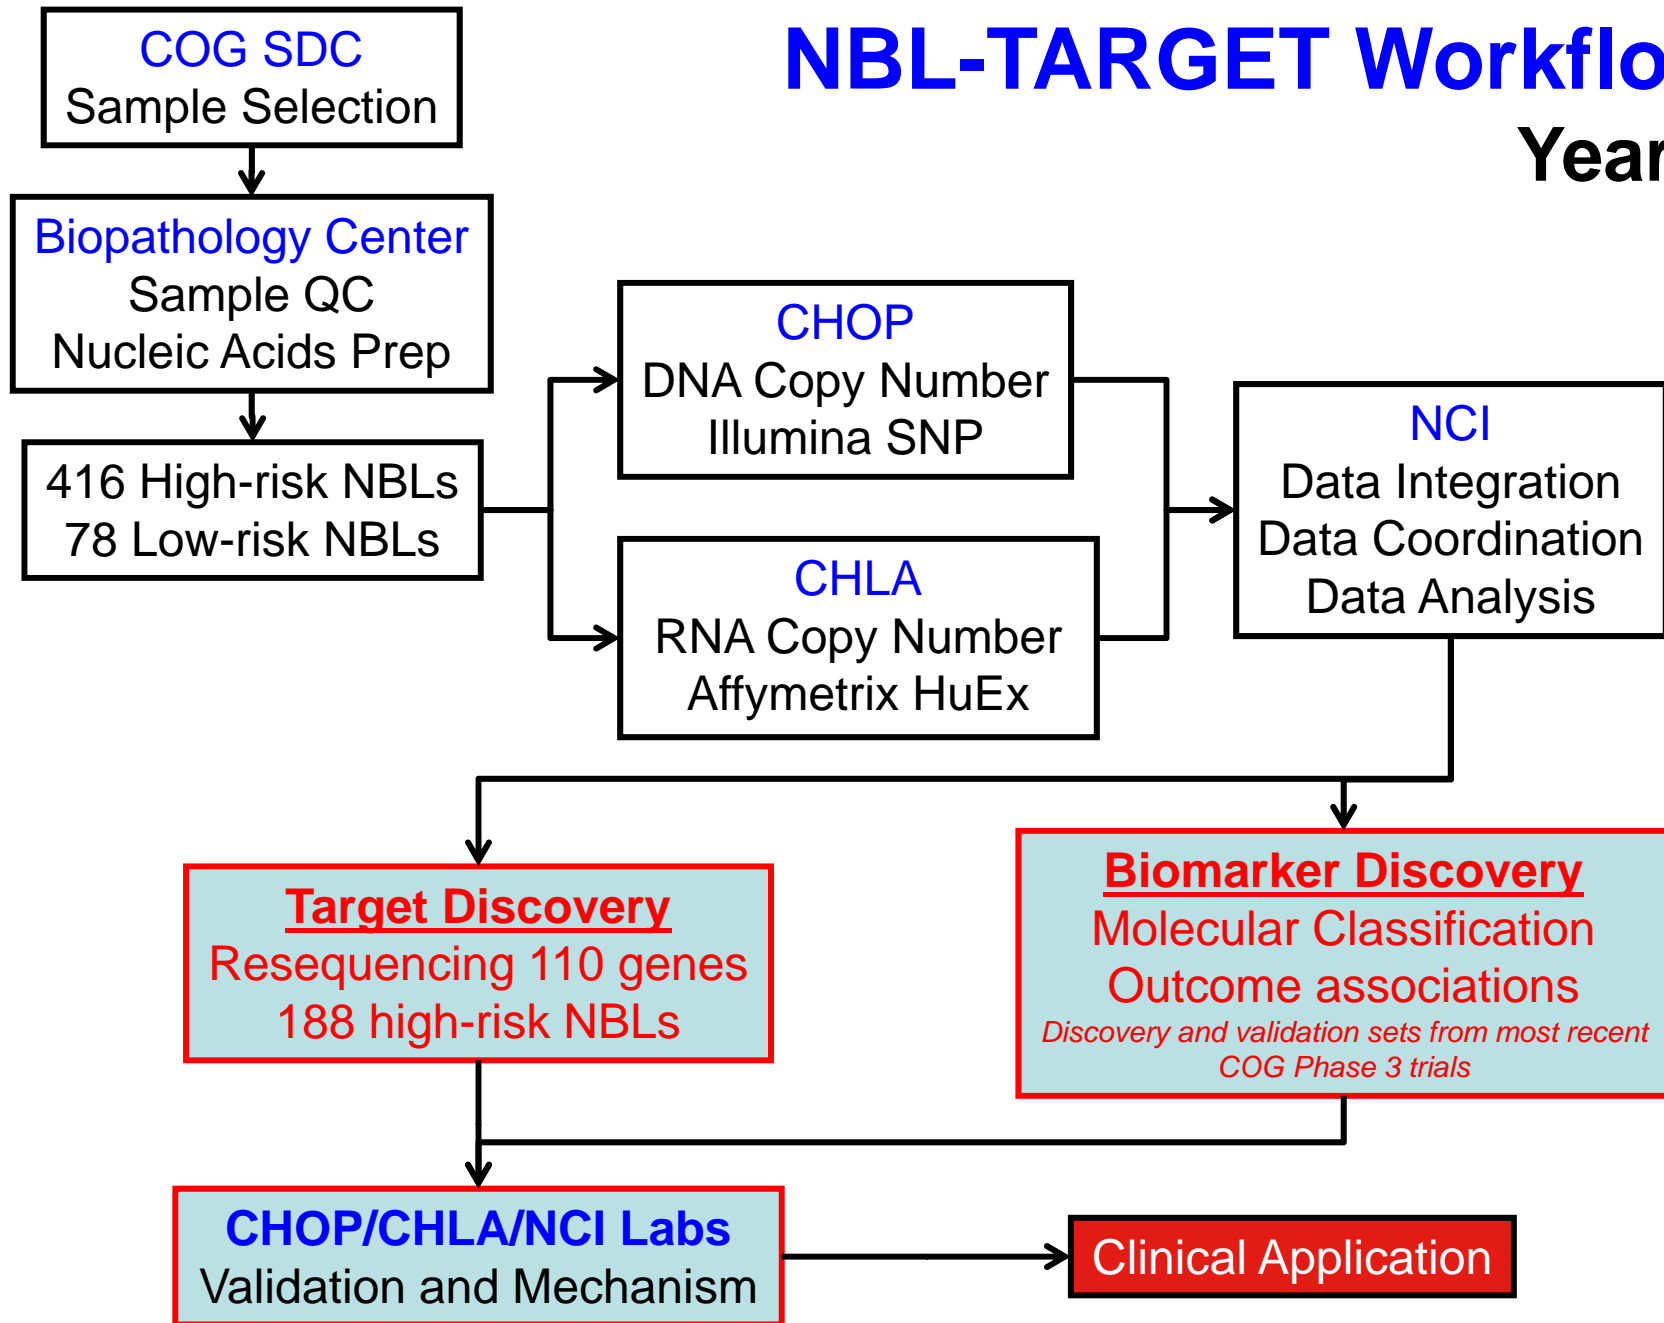 NBL-TARGET Workflo
Year
COG SDC
Sample Selection
Biopathology Center
Sample QC
Nucleic Acids Prep
416 High-risk NBLs
78 Low-risk NBLs
CHOP
DNA Copy Number
Illumina SNP
CHLA
RNA Copy Number
Affymetrix HuEx
NCI
Data Integration
Data Coordination
Data Analysis
Target Discovery
Resequencing 110 genes
188 high-risk NBLs
Biomarker Discovery
Molecular Classification
Outcome associations
Discovery and validation sets from most recent
COG Phase 3 trials
CHOP/CHLA/NCI Labs
Validation and Mechanism
Clinical Application